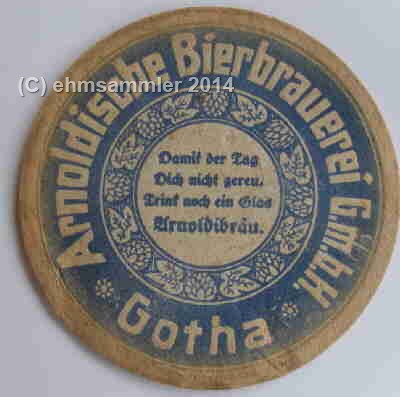 Arnoldische Bierbrauerei G.m.b.H.
(C) ehmsammler 2014
Damit der Tag
Dich nicht gereu,
Trink noch ein Glas
Arnoldibräu.
Gotha